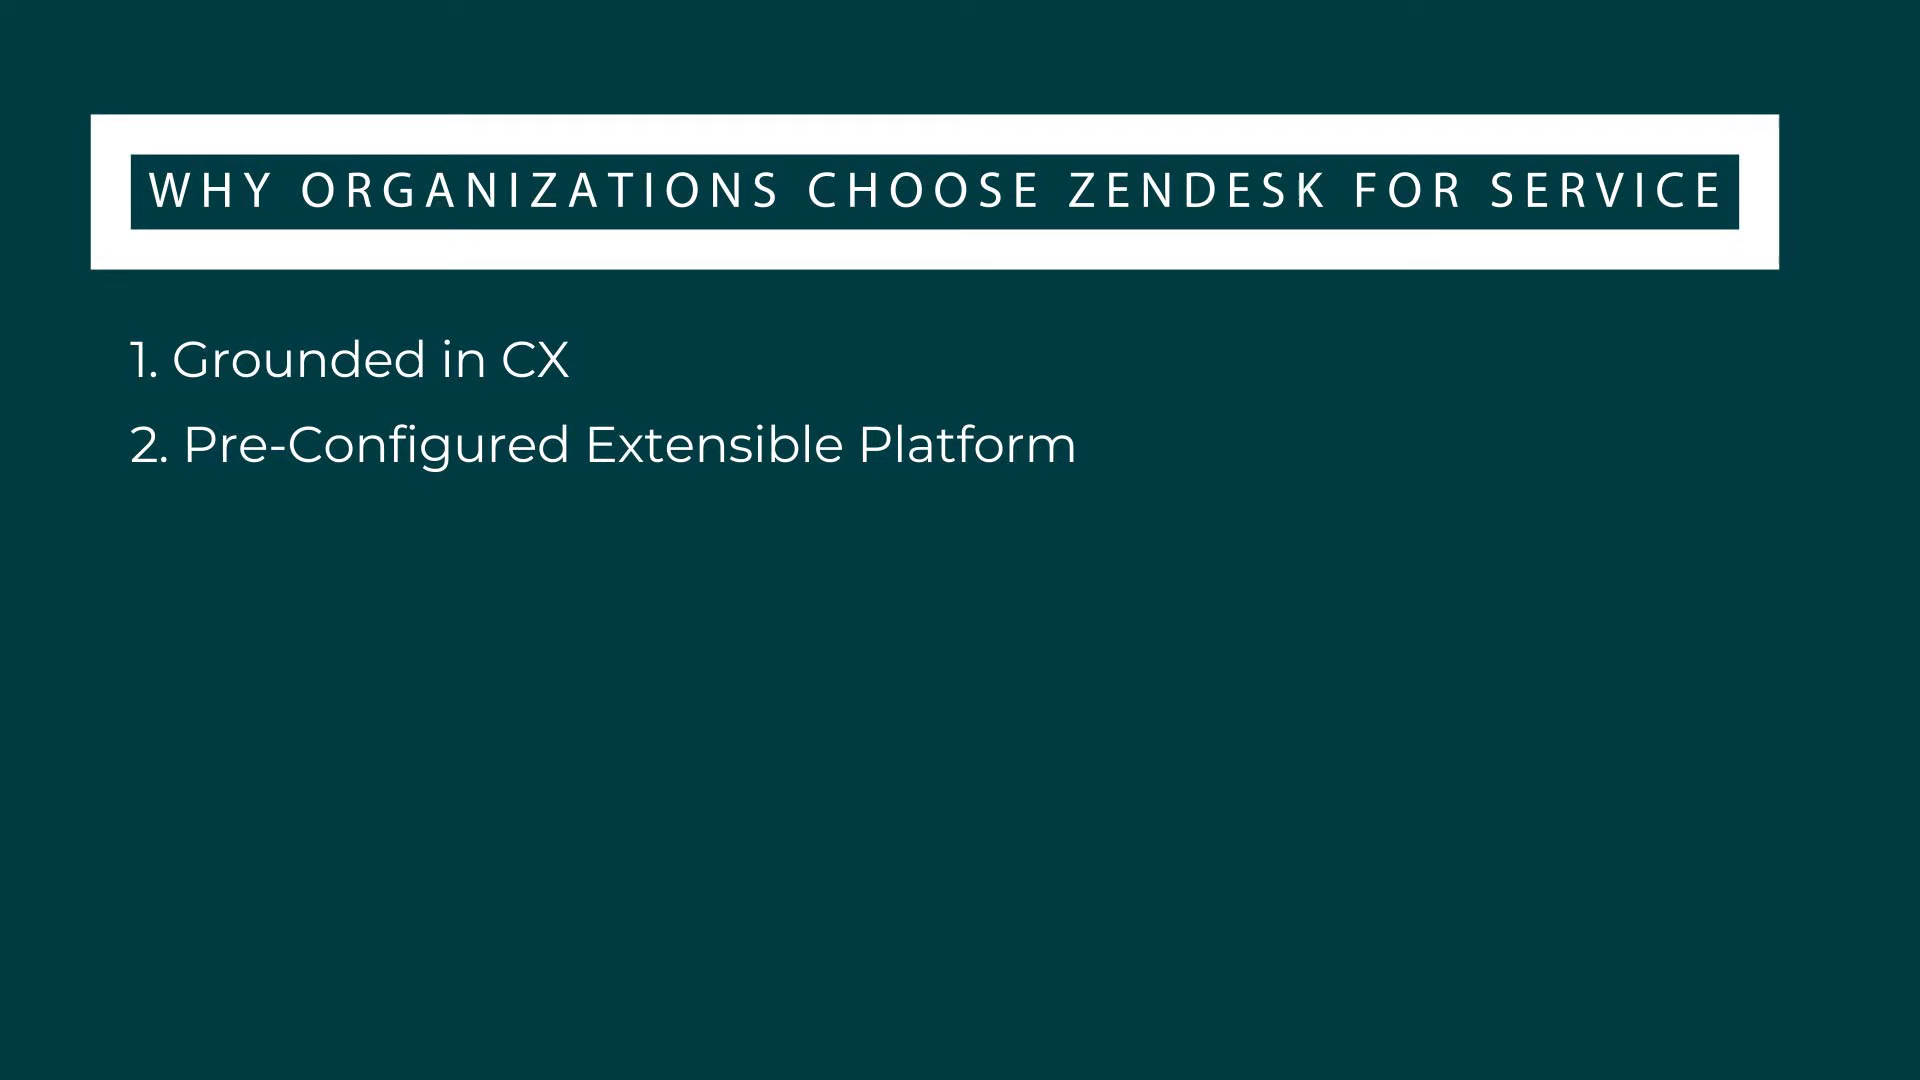 WHY ORGANIZATIONS CHOOSE ZENDESK FOR SERVICE
1. Grounded in CX
2. Pre-Configured Extensible Platform